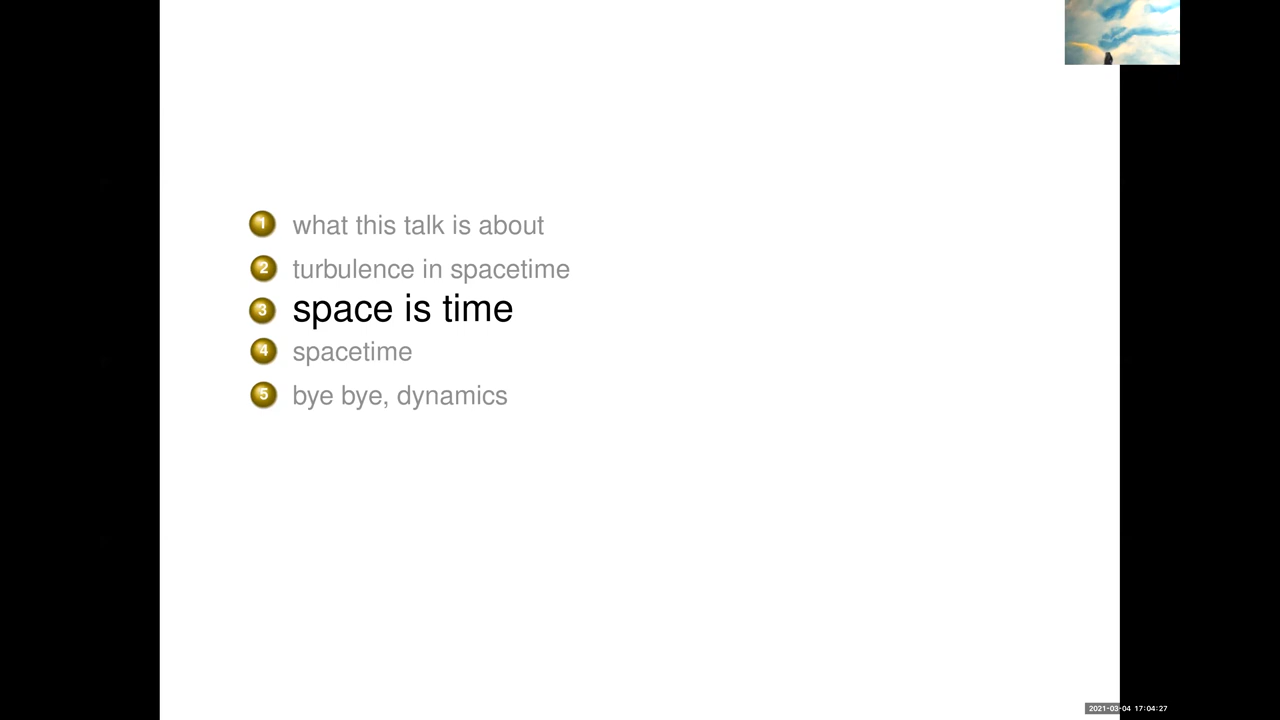 1 what this talk is about
2 turbulence in spacetime
3 space is time
4 spacetime
5 bye bye, dynamics
2021-03-04 17:04:27